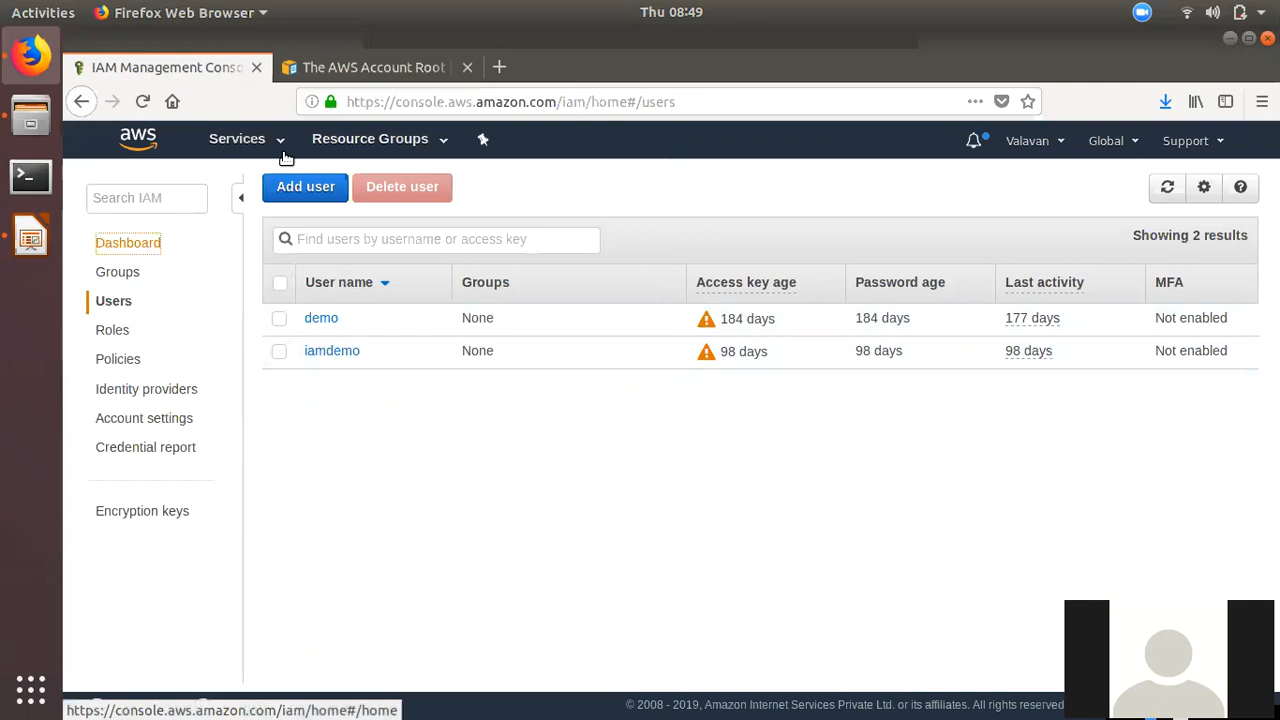 Activities Firefox Web Browser Thu 08:49
IAM Management Conso The AWS Account Root
https://console.aws.amazon.com/iam/home#/users
aws Services Resource Groups Valavan Global Support
Search IAM
Dashboard
Groups
Users
Roles
Policies
Identity providers
Account settings
Credential report
Encryption keys
Add user Delete user
Find users by username or access key Showing 2 results
User name Groups Access key age Password age Last activity MFA
demo None 184 days 184 days 177 days Not enabled
iamdemo None 98 days 98 days 98 days Not enabled
https://console.aws.amazon.com/iam/home#/home
© 2008 - 2019, Amazon Internet Services Private Ltd. or its affiliates. All rights reserved